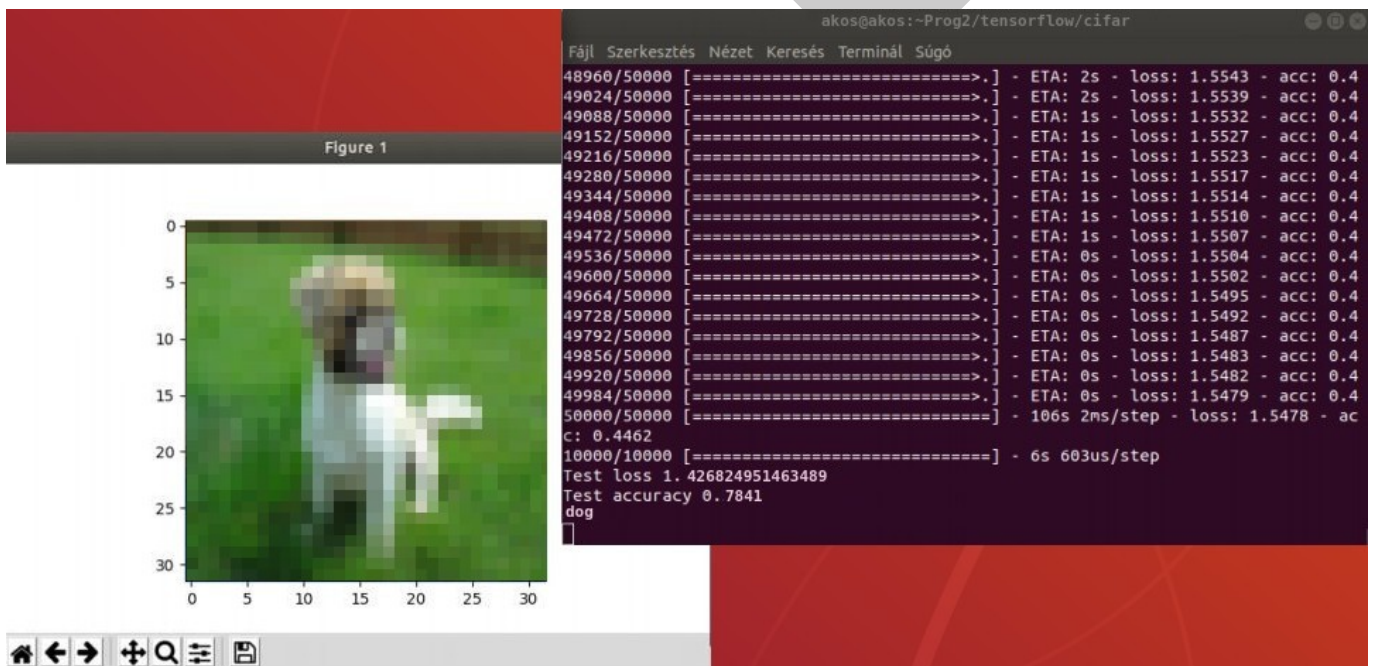 akos@akos:~Prog2/tensorflow/cifar
Fájl Szerkesztés Nézet Keresés Terminál Súgó
48960/50000 [============================>.] - ETA: 2s - loss: 1.5543 - acc: 0.4
49024/50000 [============================>.] - ETA: 2s - loss: 1.5539 - acc: 0.4
49088/50000 [============================>.] - ETA: 1s - loss: 1.5532 - acc: 0.4
49152/50000 [============================>.] - ETA: 1s - loss: 1.5527 - acc: 0.4
49216/50000 [============================>.] - ETA: 1s - loss: 1.5523 - acc: 0.4
49280/50000 [============================>.] - ETA: 1s - loss: 1.5517 - acc: 0.4
49344/50000 [============================>.] - ETA: 1s - loss: 1.5514 - acc: 0.4
49408/50000 [============================>.] - ETA: 1s - loss: 1.5510 - acc: 0.4
49472/50000 [============================>.] - ETA: 1s - loss: 1.5507 - acc: 0.4
49536/50000 [============================>.] - ETA: 0s - loss: 1.5504 - acc: 0.4
49600/50000 [============================>.] - ETA: 0s - loss: 1.5502 - acc: 0.4
49664/50000 [============================>.] - ETA: 0s - loss: 1.5495 - acc: 0.4
49728/50000 [============================>.] - ETA: 0s - loss: 1.5492 - acc: 0.4
49792/50000 [============================>.] - ETA: 0s - loss: 1.5487 - acc: 0.4
49856/50000 [============================>.] - ETA: 0s - loss: 1.5483 - acc: 0.4
49920/50000 [============================>.] - ETA: 0s - loss: 1.5482 - acc: 0.4
49984/50000 [============================>.] - ETA: 0s - loss: 1.5479 - acc: 0.4
50000/50000 [==============================] - 106s 2ms/step - loss: 1.5478 - ac
c: 0.4462
10000/10000 [==============================] - 6s 603us/step
Test loss 1.426824951463489
Test accuracy 0.7841
dog
Figure 1
0
5
10
15
20
25
30
0 5 10 15 20 25 30